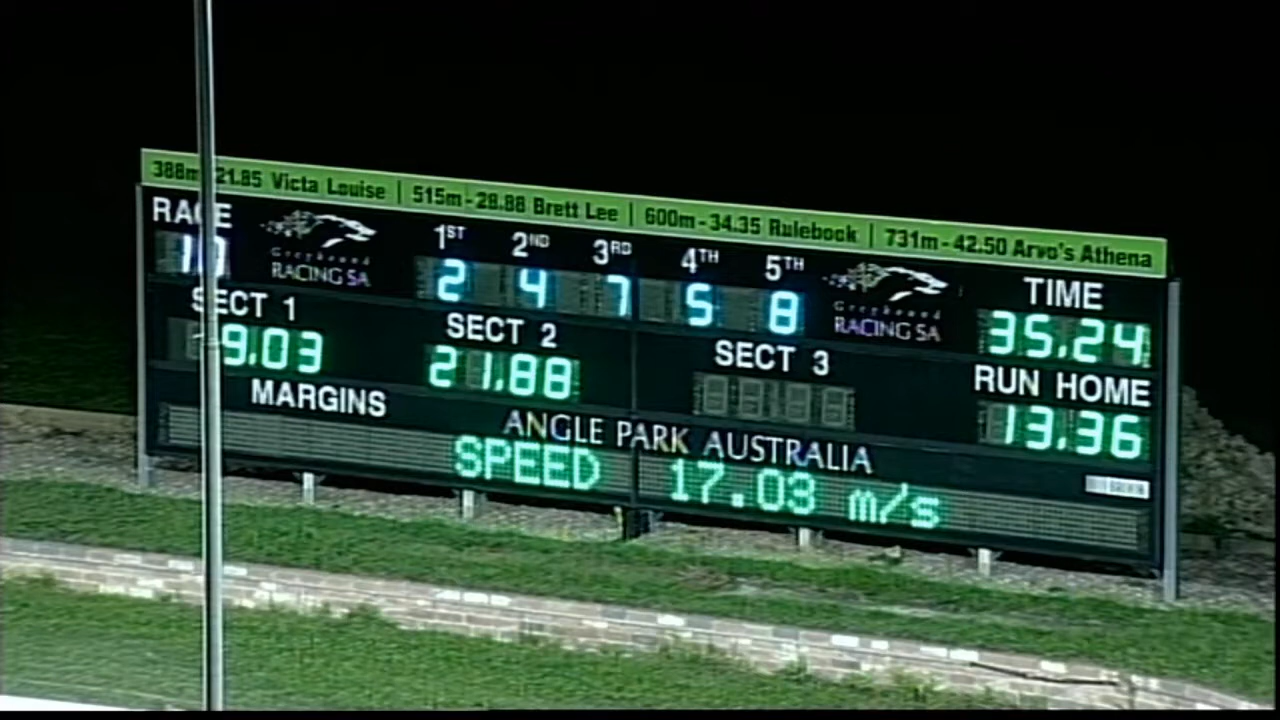 388m - 21.85 Victa Louise | 515m - 28.88 Brett Lee | 600m - 34.35 Rulebock | 731m - 42.50 Arvo's Athena
RACE 1ST 2ND 3RD 4TH 5TH TIME
10 Greyhound RACING SA 2 4 7 5 8 Greyhound RACING SA 35.24
SECT 1 SECT 2 SECT 3 RUN HOME
9.03 21.88 13.36
MARGINS ANGLE PARK AUSTRALIA
SPEED 17.03 m/s